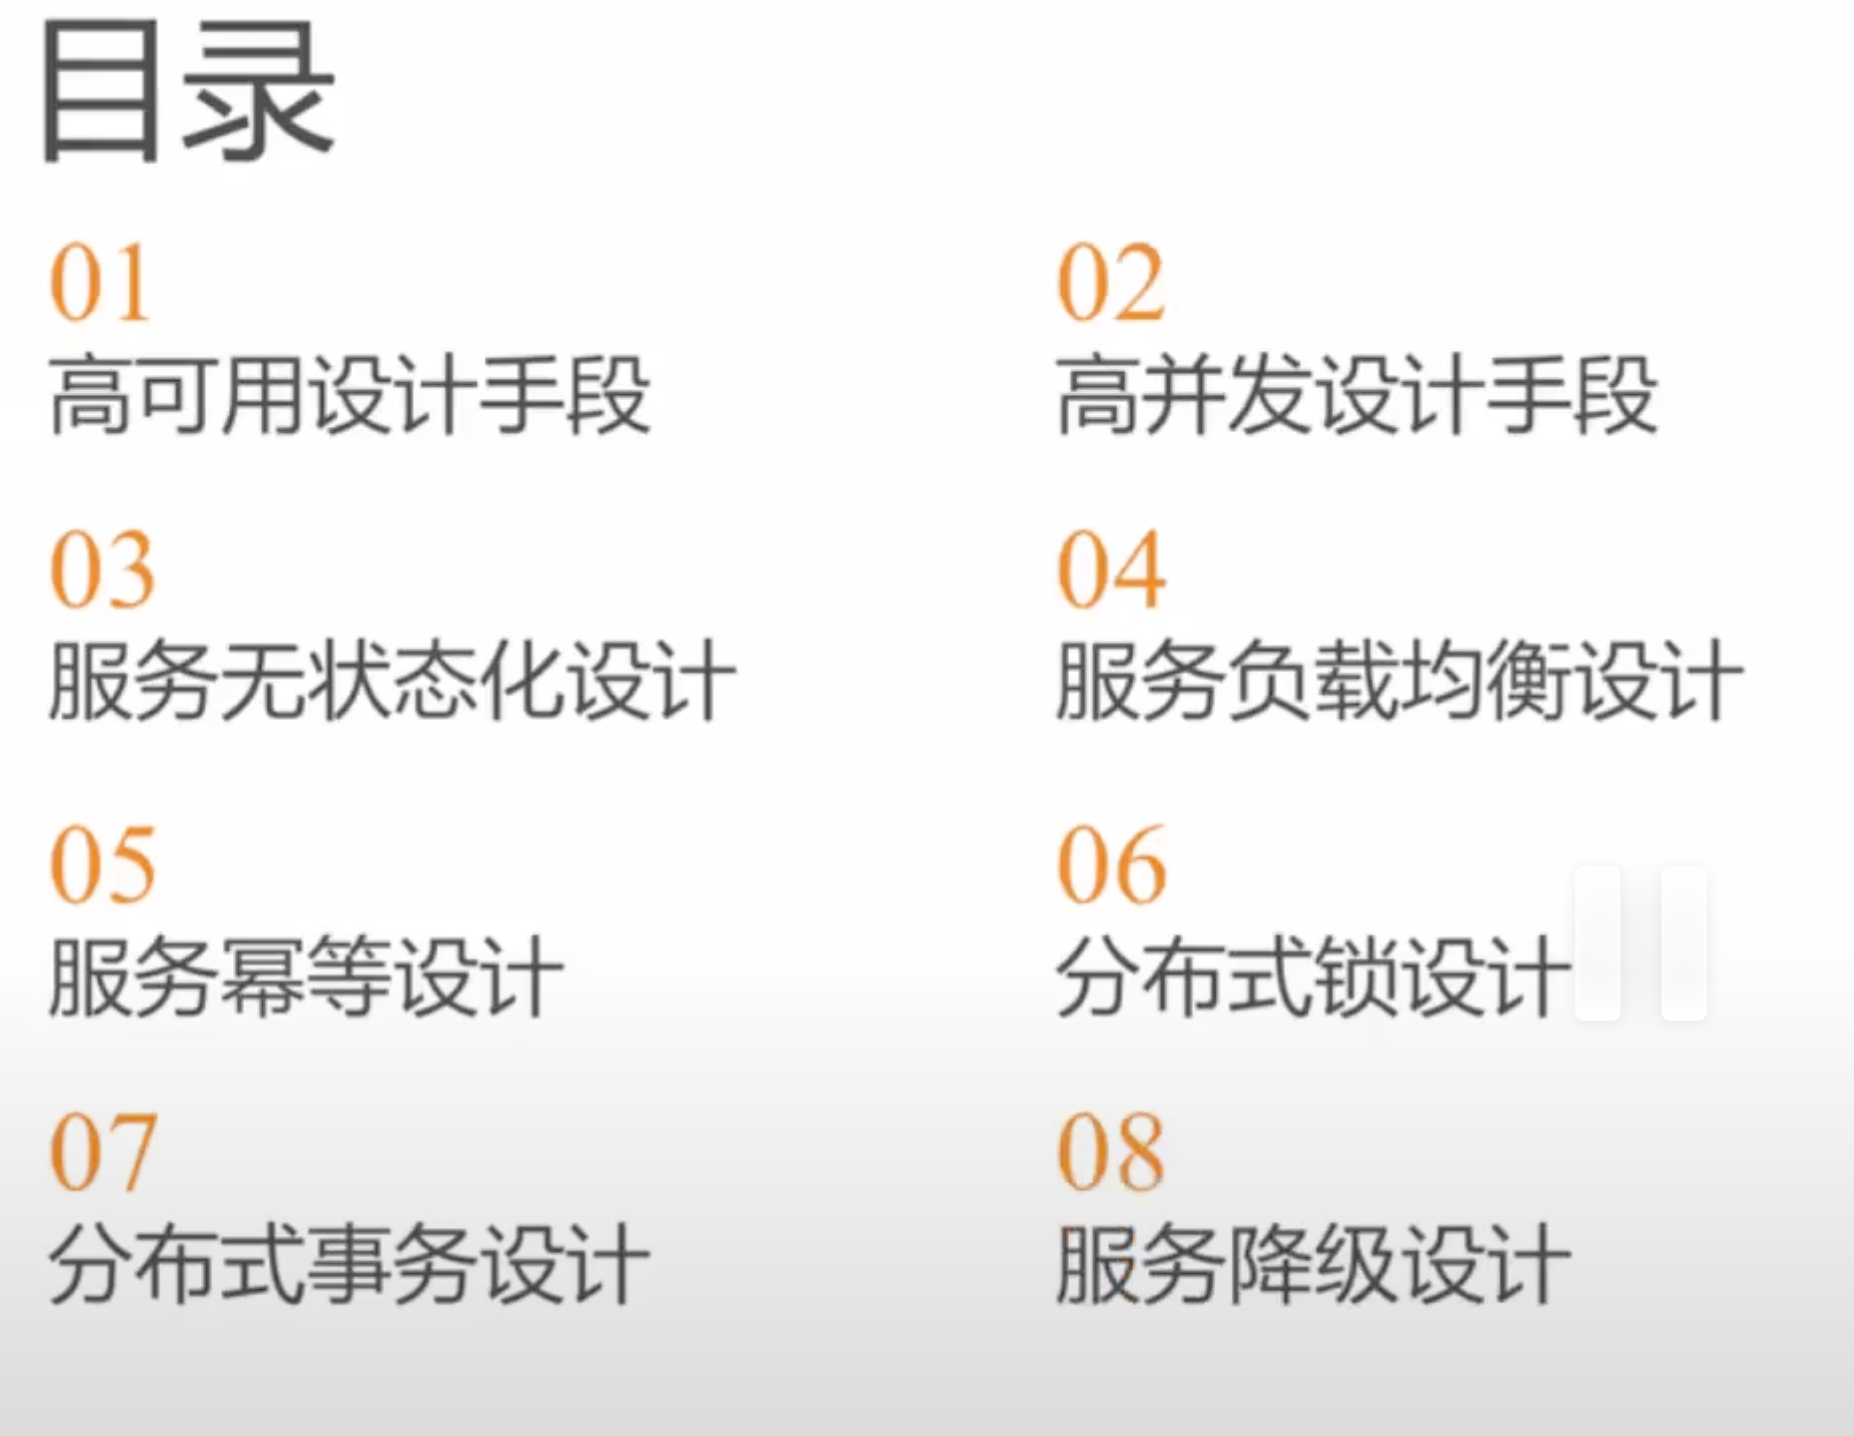 目录
01
高可用设计手段
02
高并发设计手段
03
服务无状态化设计
04
服务负载均衡设计
05
服务幂等设计
06
分布式锁设计
07
分布式事务设计
08
服务降级设计